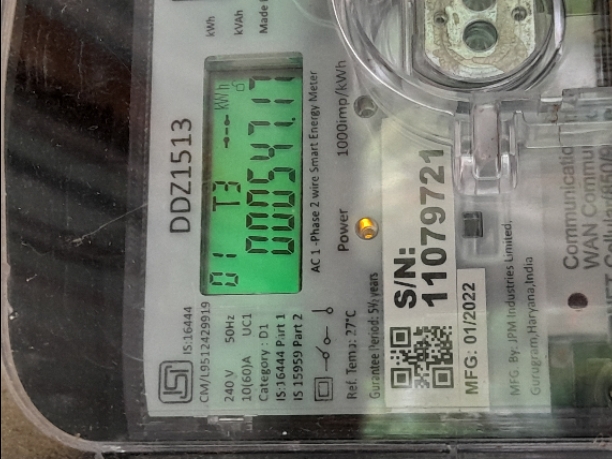 IS:16444
CM/L9512429919
DDZ1513
kWh
kVAh
Made
01 T3 kWh
000547.17
240 V 50Hz
10(60)A UC1
Category : D1
IS:16444 Part 1
IS 15959 Part 2
AC 1 -Phase 2 wire Smart Energy Meter
Power 1000imp/kWh
Ref. Temp: 27°C
Gurantee Period: 5½ years
S/N:
11079721
MFG: 01/2022
MFG. By: JPM Industries Limited.
Gurugram,Haryana,India
Communication
WAN Commu